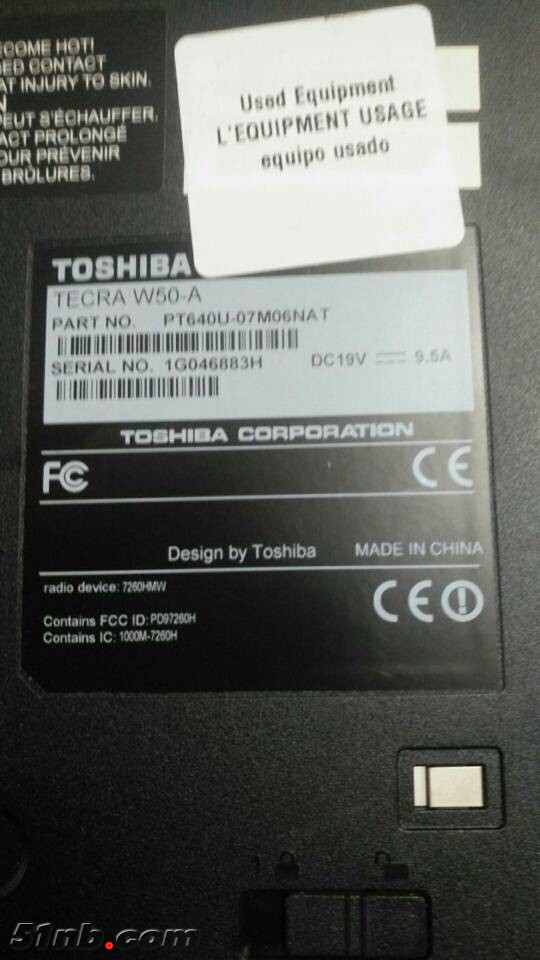 ECOME HOT!
ED CONTACT
AT INJURY TO SKIN.
N
PEUT S'ÉCHAUFFER.
ACT PROLONGÉ
OUR PRÉVENIR
BRÛLURES.
Used Equipment
L'EQUIPMENT USAGE
equipo usado
TOSHIBA
TECRA W50-A
PART NO. PT640U-07M06NAT
SERIAL NO. 1G046883H DC19V 9.5A
TOSHIBA CORPORATION
FC CE
Design by Toshiba MADE IN CHINA
radio device: 7260HMW
CE
Contains FCC ID: PD97260H
Contains IC: 1000M-7260H
1
51nb.com